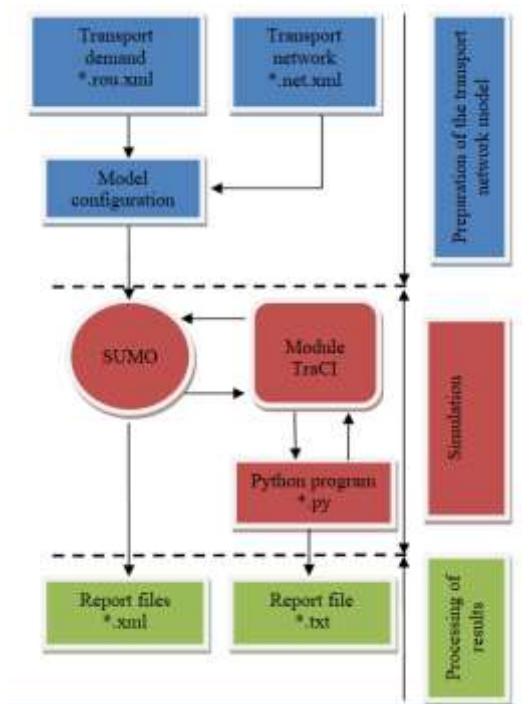 Transport
demand
*.rou.xml
Transport
network
*.net.xml
Model
configuration
Preparation of the transport
network model
SUMO
Module
TraCI
Python program
*.py
Simulation
Report files
*.xml
Report file
*.txt
Processing of
results